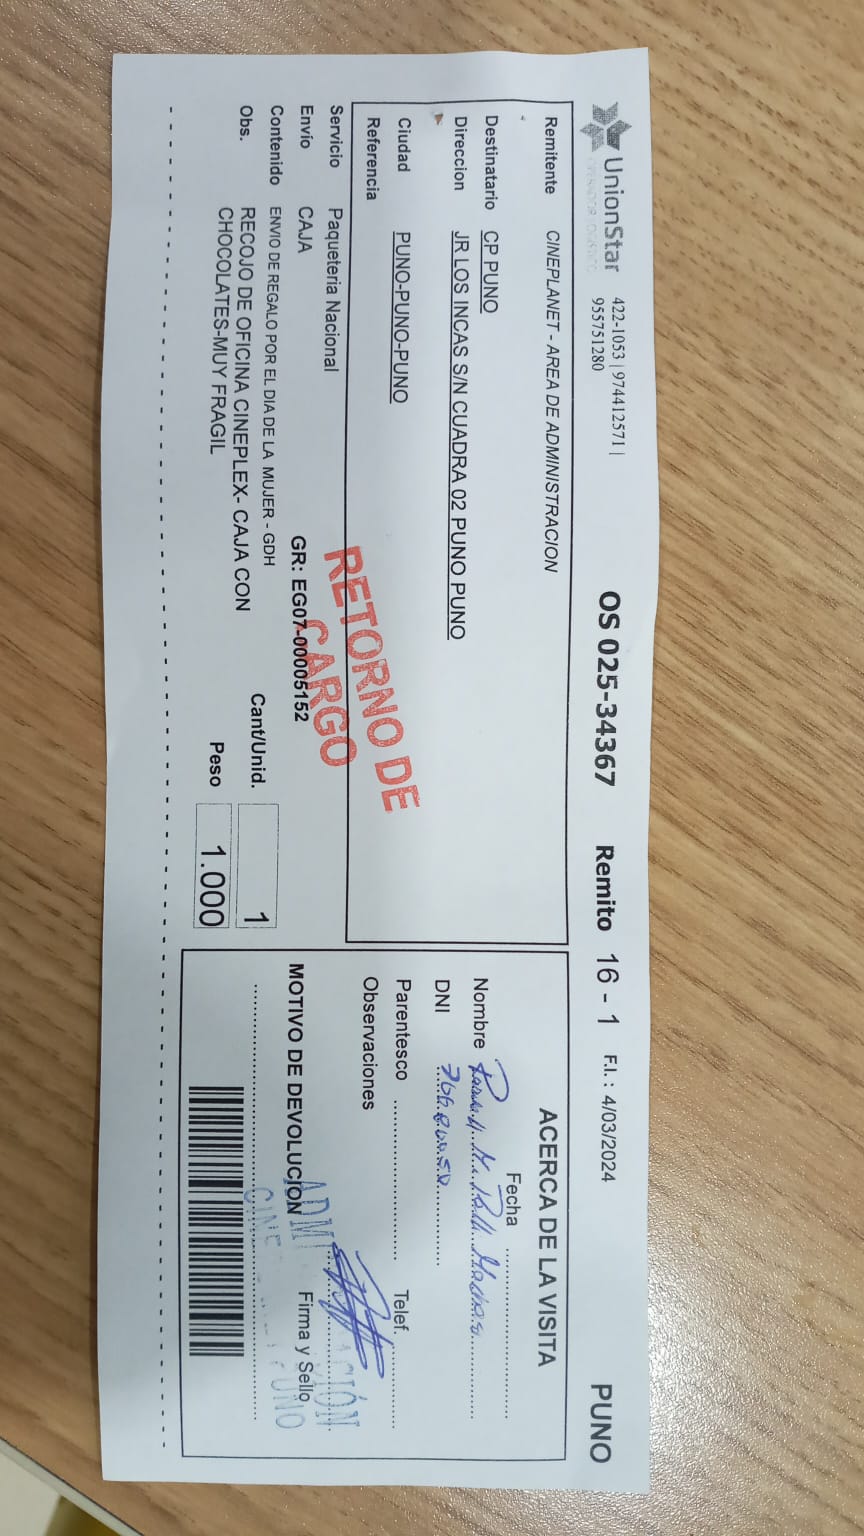 UnionStar
OPERADOR LOGISTICO
422-1053 | 974412571 |
955751280
OS 025-34367 Remito 16 - 1 F.I. : 4/03/2024 PUNO
Remitente CINEPLANET - AREA DE ADMINISTRACION
Destinatario CP PUNO
Direccion JR LOS INCAS S/N CUADRA 02 PUNO PUNO
Ciudad PUNO-PUNO-PUNO
Referencia
RETORNO DE
CARGO
Servicio Paqueteria Nacional
Envío CAJA
GR: EG07-00005152
Contenido ENVIO DE REGALO POR EL DIA DE LA MUJER - GDH
Obs. RECOJO DE OFICINA CINEPLEX- CAJA CON
CHOCOLATES-MUY FRAGIL
Cant/Unid. 1
Peso 1.000
ACERCA DE LA VISITA
Fecha
Nombre
DNI
Parentesco
Telef.
Observaciones
MOTIVO DE DEVOLUCION
Firma y Sello
PUNO